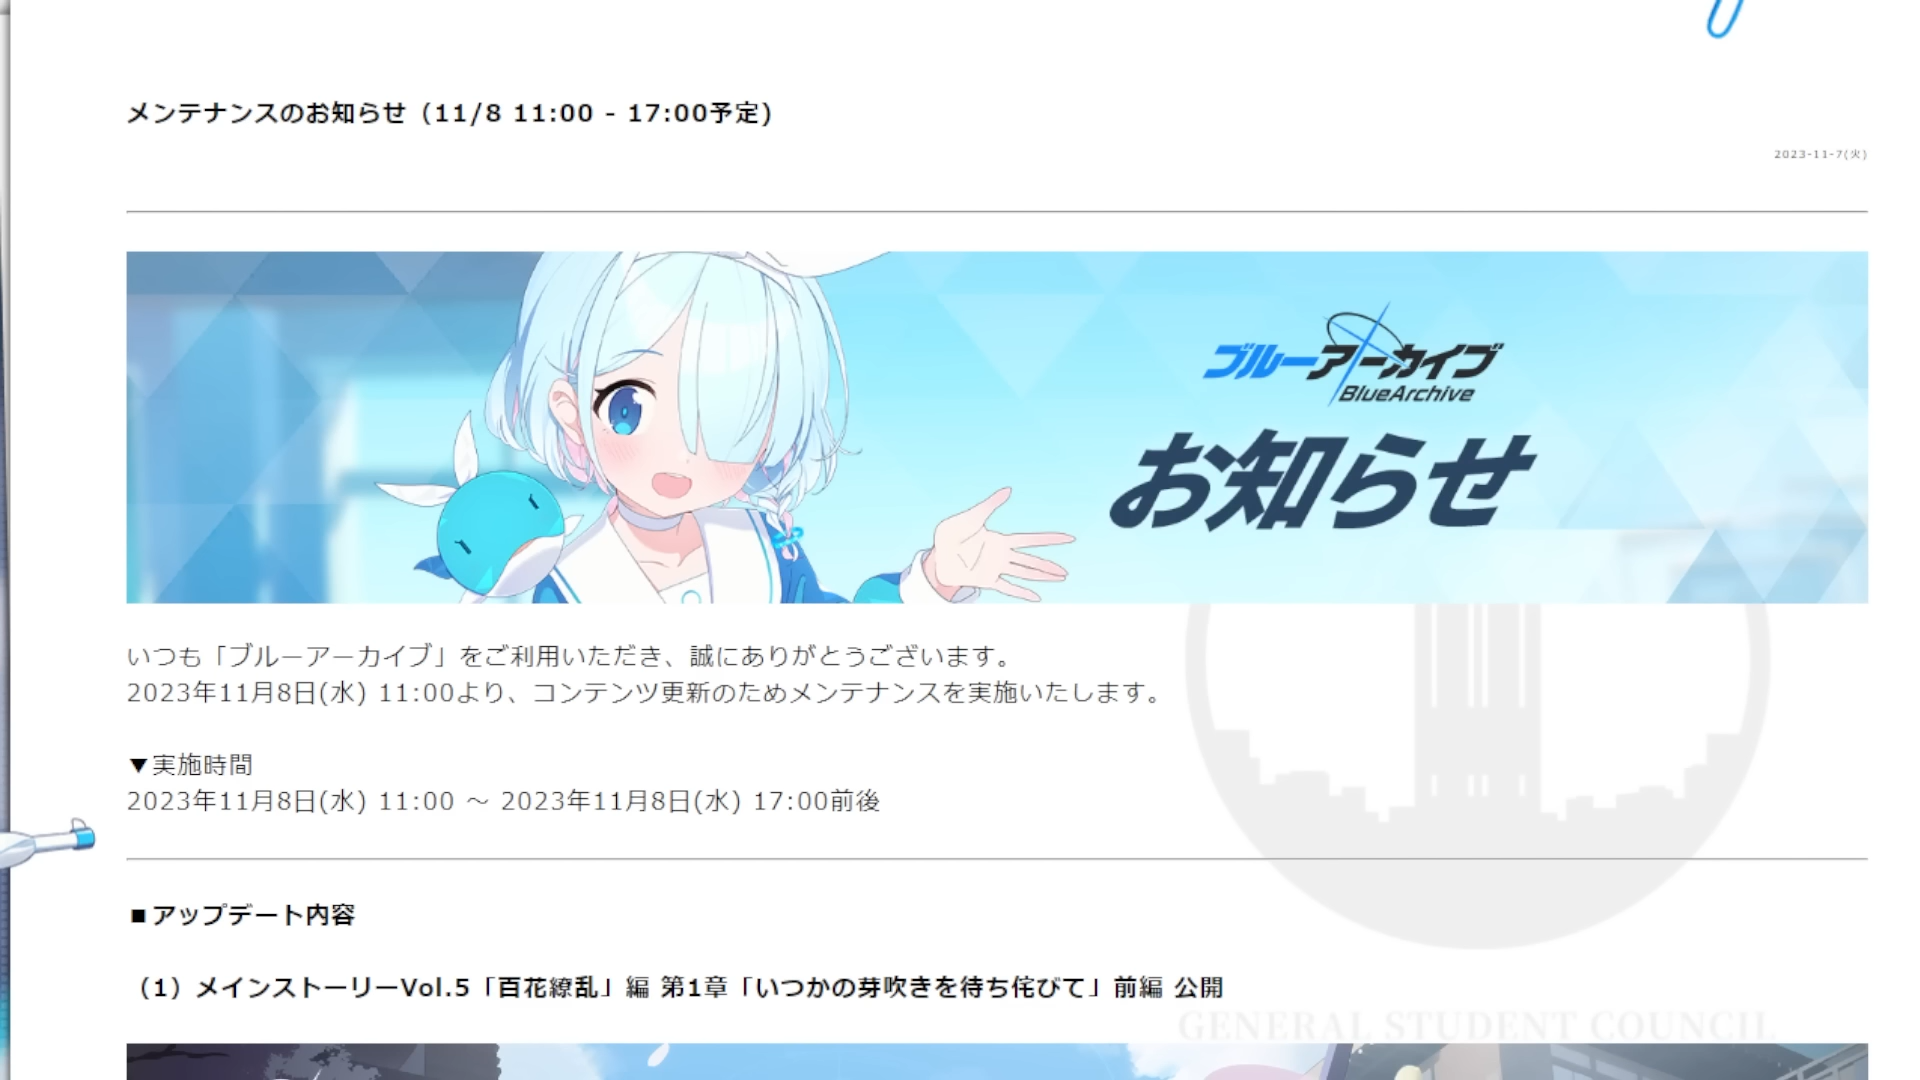 メンテナンスのお知らせ（11/8 11:00 - 17:00予定）
2023-11-7(火)
ブルーアーカイブ
BlueArchive
お知らせ
いつも「ブルーアーカイブ」をご利用いただき、誠にありがとうございます。
2023年11月8日(水) 11:00より、コンテンツ更新のためメンテナンスを実施いたします。
▼実施時間
2023年11月8日(水) 11:00 ～ 2023年11月8日(水) 17:00前後
■アップデート内容
（1）メインストーリーVol.5「百花繚乱」編 第1章「いつかの芽吹きを待ち侘びて」前編 公開
GENERAL STUDENT COUNCIL